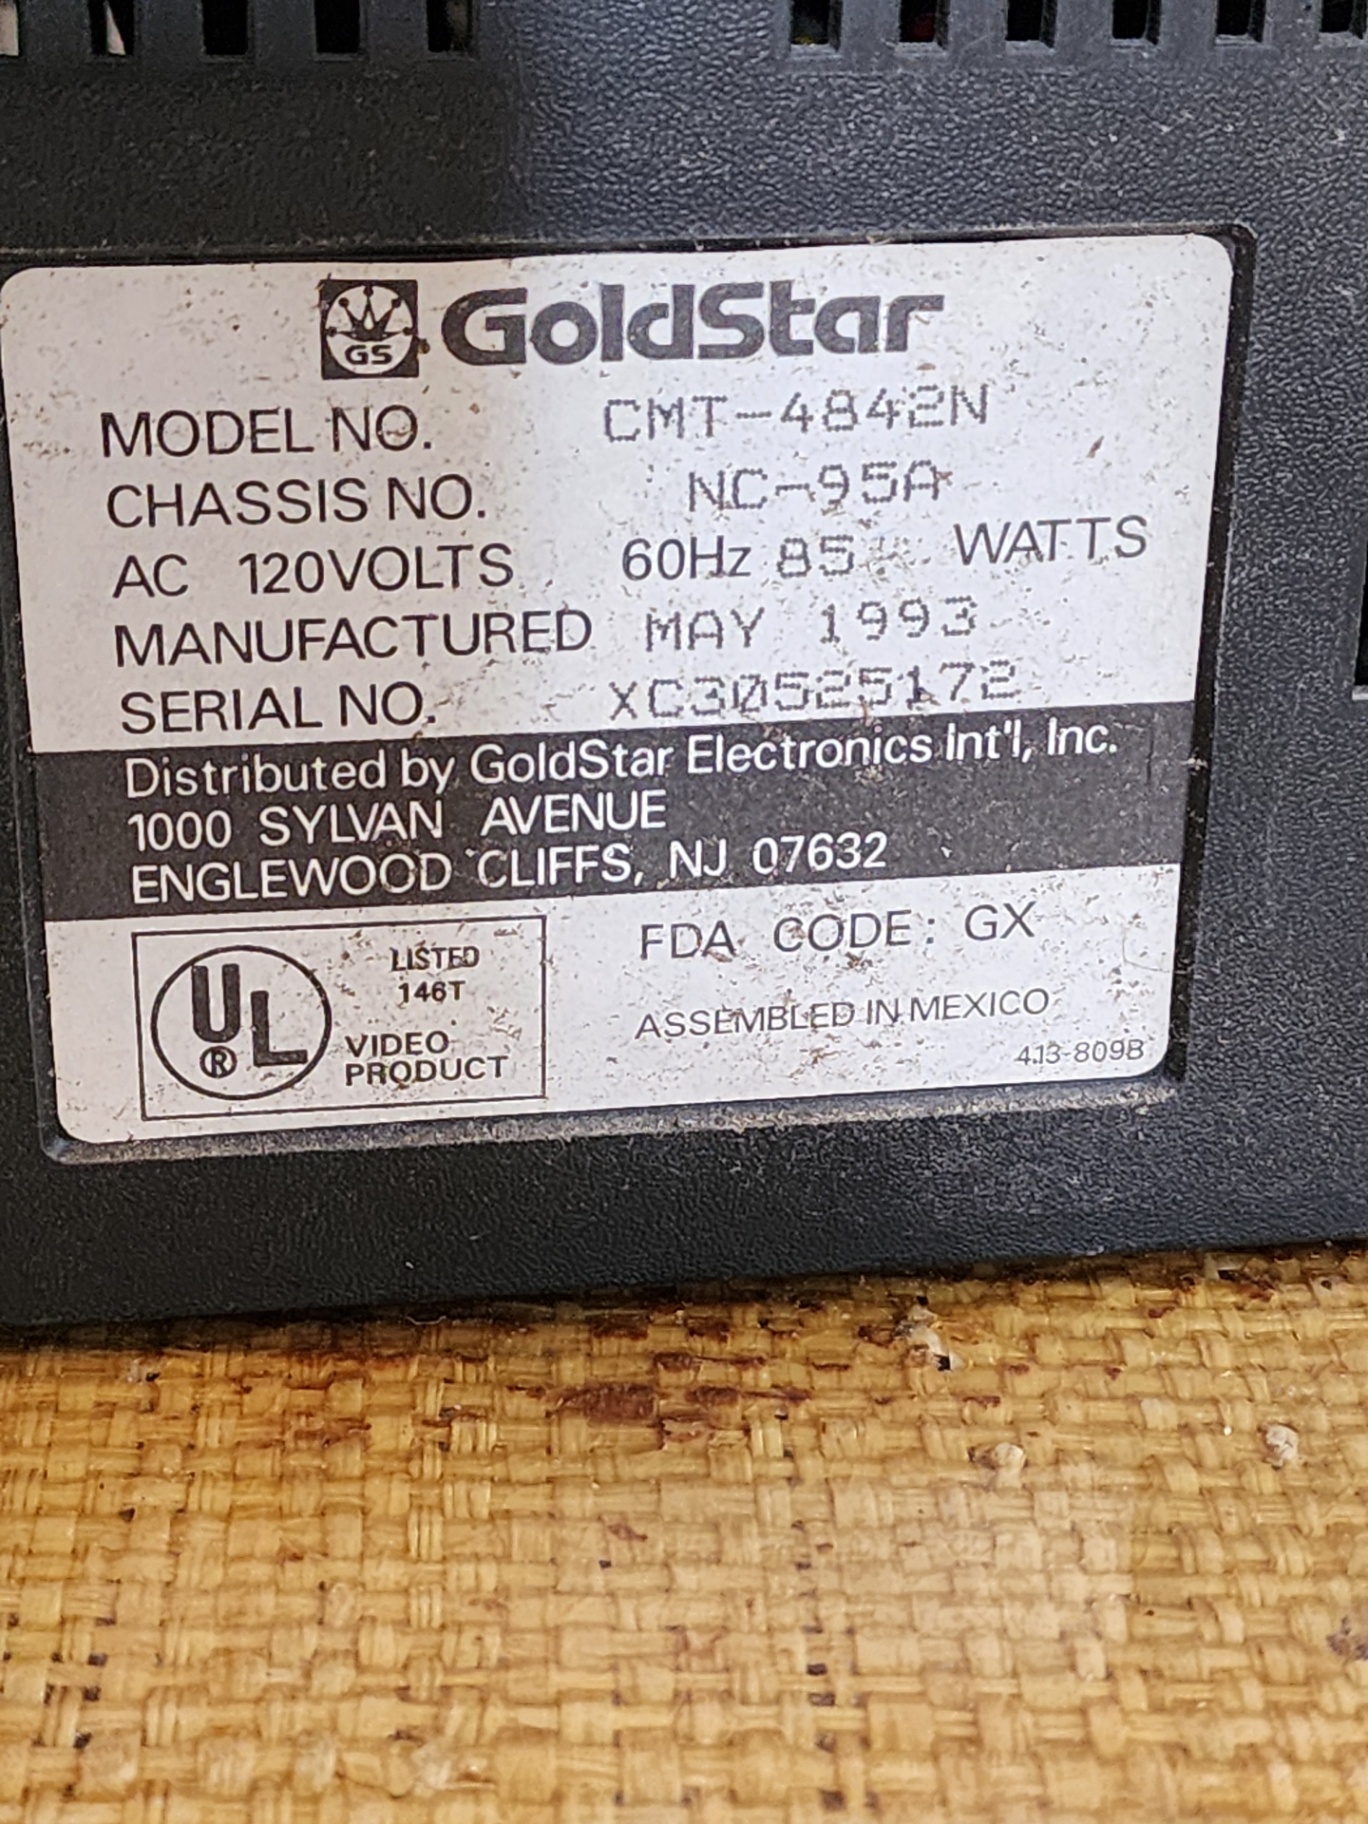 GS GoldStar
MODEL NO. CMT-4842N
CHASSIS NO. NC-95A
AC 120VOLTS 60Hz 85 WATTS
MANUFACTURED MAY 1993
SERIAL NO. XC30525172
Distributed by GoldStar Electronics Int'l, Inc.
1000 SYLVAN AVENUE
ENGLEWOOD CLIFFS, NJ 07632
UL ®
LISTED
146T
VIDEO
PRODUCT
FDA CODE: GX
ASSEMBLED IN MEXICO
413-809B